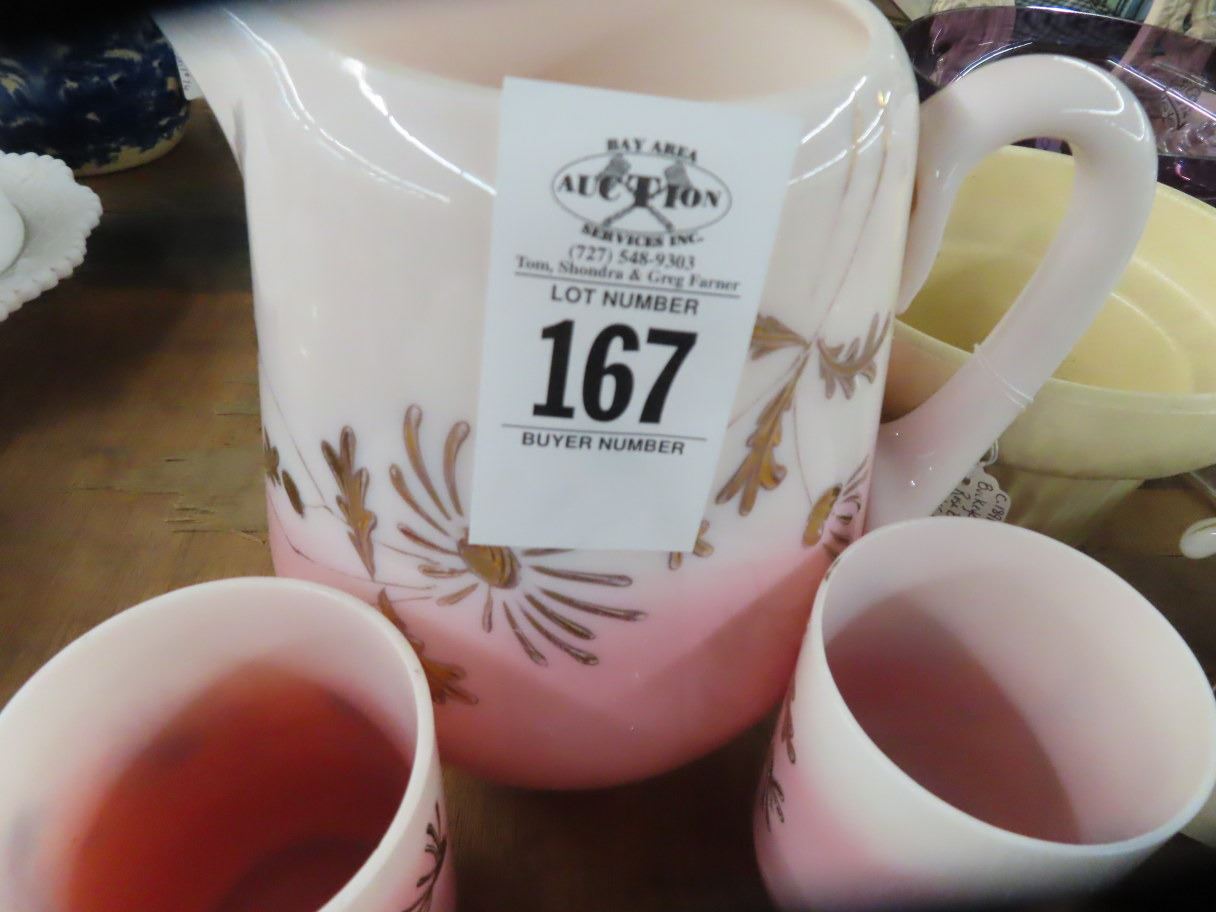 BAY AREA
AUCTION
SERVICES INC.
(727) 548-9303
Tom, Shondra & Greg Farner
LOT NUMBER
167
BUYER NUMBER